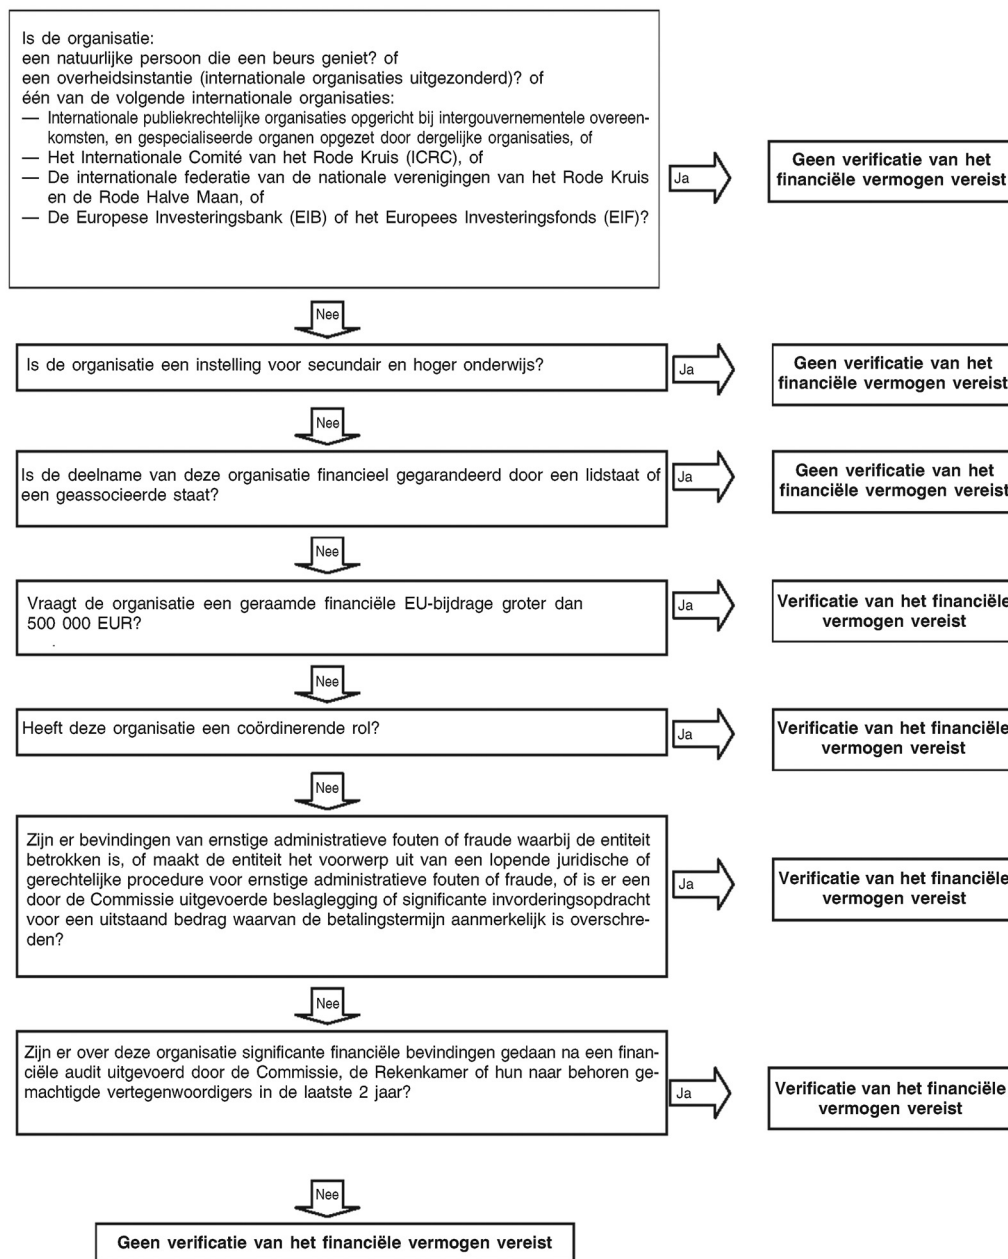 Is de organisatie:
een natuurlijke persoon die een beurs geniet? of
een overheidsinstantie (internationale organisaties uitgezonderd)? of
één van de volgende internationale organisaties:
— Internationale publiekrechtelijke organisaties opgericht bij intergouvernementele overeen-
komsten, en gespecialiseerde organen opgezet door dergelijke organisaties, of
— Het Internationale Comité van het Rode Kruis (ICRC), of
— De internationale federatie van de nationale verenigingen van het Rode Kruis
en de Rode Halve Maan, of
— De Europese Investeringsbank (EIB) of het Europees Investeringsfonds (EIF)?
Ja
Geen verificatie van het
financiële vermogen vereist
Nee
Is de organisatie een instelling voor secundair en hoger onderwijs?
Ja
Geen verificatie van het
financiële vermogen vereist
Nee
Is de deelname van deze organisatie financieel gegarandeerd door een lidstaat of
een geassocieerde staat?
Ja
Geen verificatie van het
financiële vermogen vereist
Nee
Vraagt de organisatie een geraamde financiële EU-bijdrage groter dan
500 000 EUR?
Ja
Verificatie van het financiële
vermogen vereist
Nee
Heeft deze organisatie een coördinerende rol?
Ja
Verificatie van het financiële
vermogen vereist
Nee
Zijn er bevindingen van ernstige administratieve fouten of fraude waarbij de entiteit
betrokken is, of maakt de entiteit het voorwerp uit van een lopende juridische of
gerechtelijke procedure voor ernstige administratieve fouten of fraude, of is er een
door de Commissie uitgevoerde beslaglegging of significante invorderingsopdracht
voor een uitstaand bedrag waarvan de betalingstermijn aanmerkelijk is overschre-
den?
Ja
Verificatie van het financiële
vermogen vereist
Nee
Zijn er over deze organisatie significante financiële bevindingen gedaan na een finan-
ciële audit uitgevoerd door de Commissie, de Rekenkamer of hun naar behoren ge-
machtigde vertegenwoordigers in de laatste 2 jaar?
Ja
Verificatie van het financiële
vermogen vereist
Nee
Geen verificatie van het financiële vermogen vereist